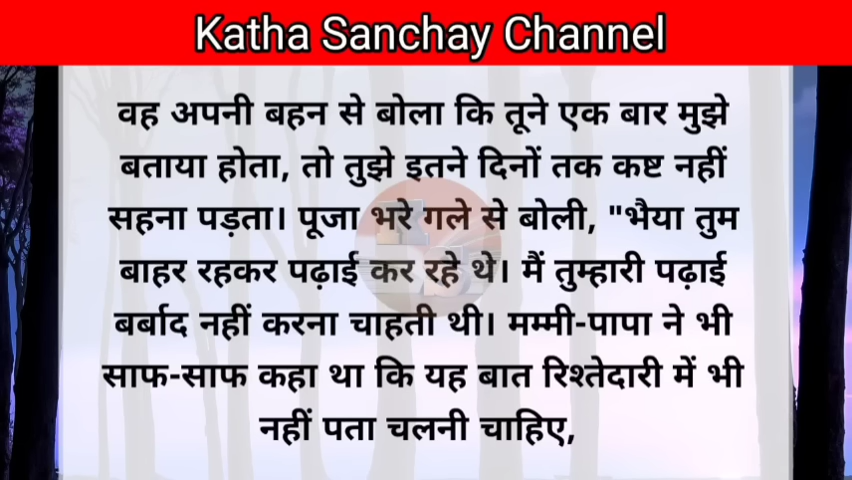 Katha Sanchay Channel
वह अपनी बहन से बोला कि तूने एक बार मुझे
बताया होता, तो तुझे इतने दिनों तक कष्ट नहीं
सहना पड़ता। पूजा भरे गले से बोली, "भैया तुम
बाहर रहकर पढ़ाई कर रहे थे। मैं तुम्हारी पढ़ाई
बर्बाद नहीं करना चाहती थी। मम्मी-पापा ने भी
साफ-साफ कहा था कि यह बात रिश्तेदारी में भी
नहीं पता चलनी चाहिए,